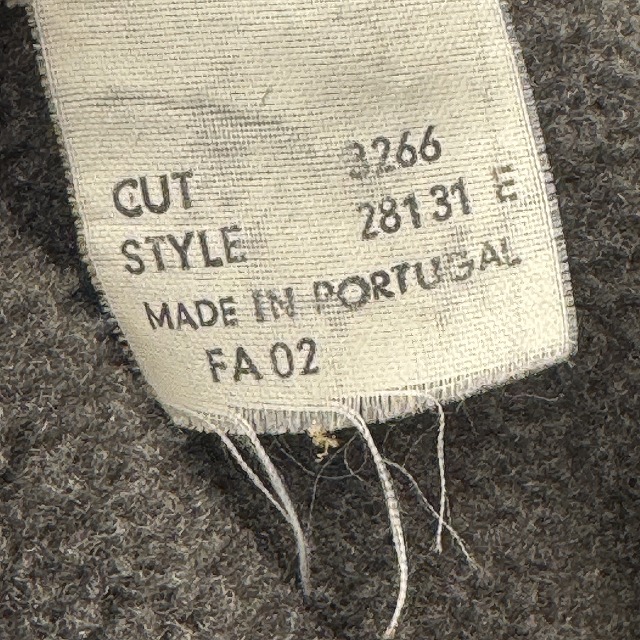 CUT 3266
STYLE 28131 E
MADE IN PORTUGAL
FA 02